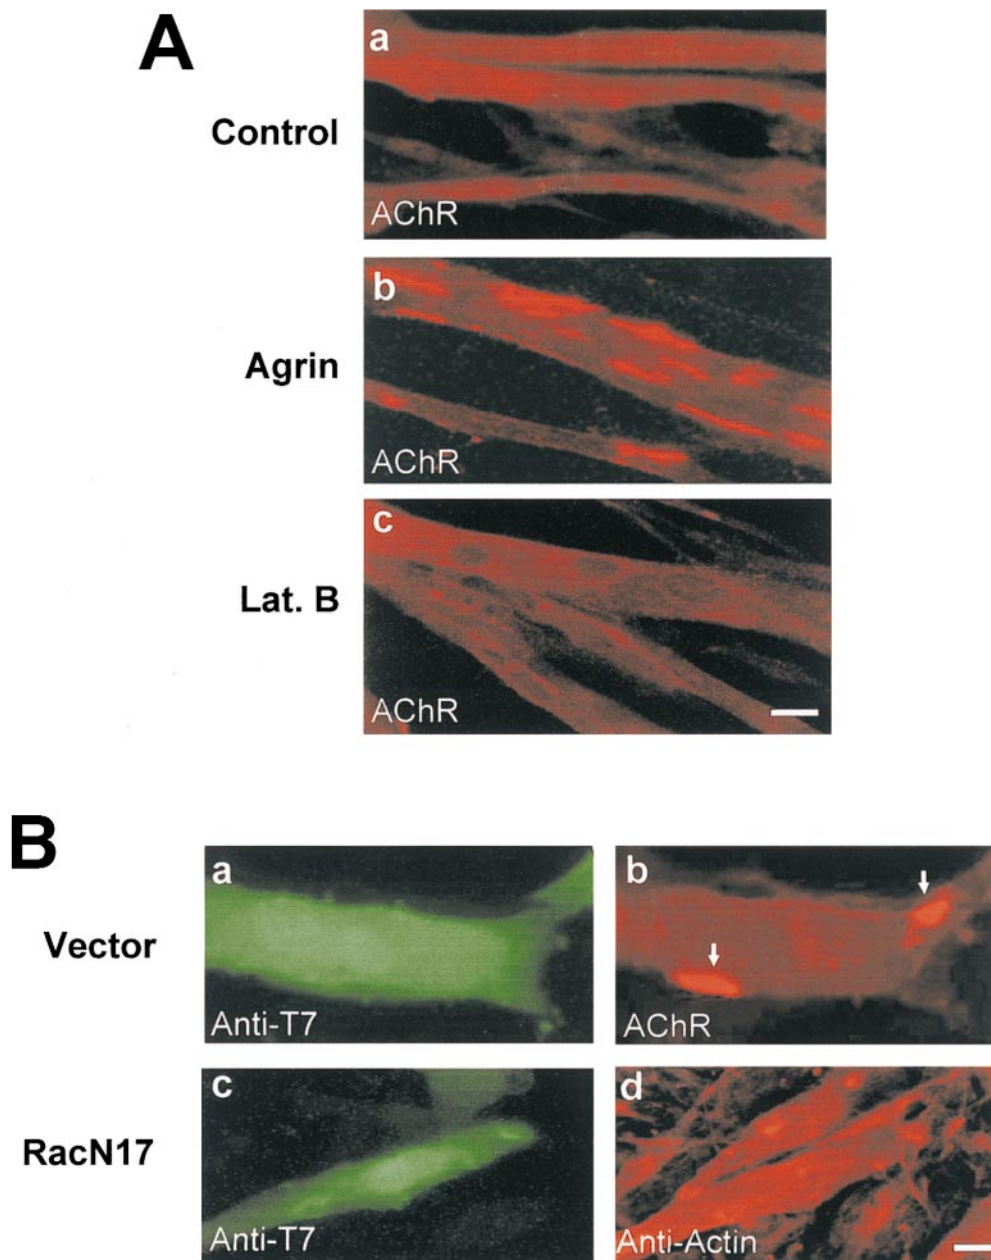 A
a
Control
AChR
b
Agrin
AChR
c
Lat. B
AChR
B
a
b
Vector
Anti-T7
AChR
c
d
RacN17
Anti-T7
Anti-Actin